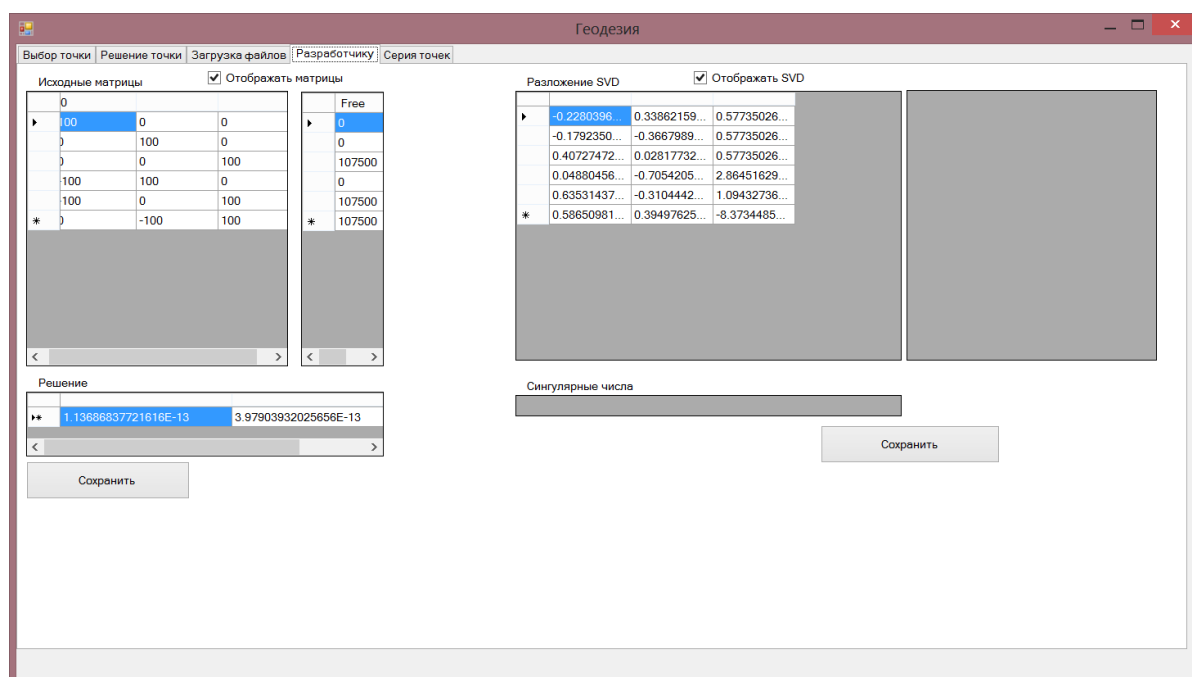 Геодезия
Выбор точки Решение точки Загрузка файлов Разработчику Серия точек
Исходные матрицы Отображать матрицы
0
100 0 0
0 100 0
0 0 100
-100 100 0
-100 0 100
0 -100 100
Free
0
0
107500
0
107500
107500
Решение
1.13686837721616E-13 3.97903932025656E-13
Сохранить
Разложение SVD Отображать SVD
-0.2280396... 0.33862159... 0.57735026...
-0.1792350... -0.3667989... 0.57735026...
0.40727472... 0.02817732... 0.57735026...
0.04880456... -0.7054205... 2.86451629...
0.63531437... -0.3104442... 1.09432736...
0.58650981... 0.39497625... -8.3734485...
Сингулярные числа
Сохранить